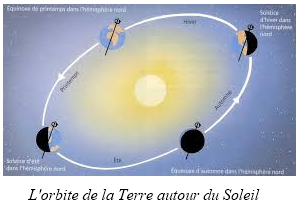 Équinoxe de printemps dans l'hémisphère nord
Hiver
Solstice
d'hiver dans
l'hémisphère nord
Printemps
Automne
Solstice d'été
dans l'hémisphère nord
Été
Équinoxe d'automne dans l'hémisphère nord
L'orbite de la Terre autour du Soleil